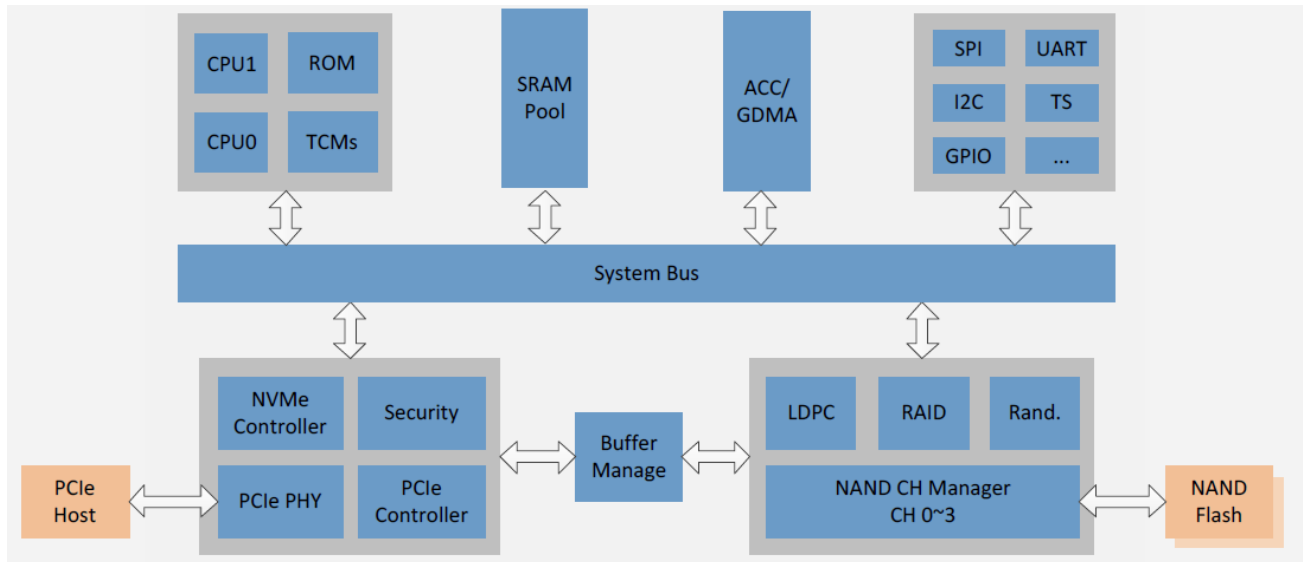 CPU1
ROM
CPU0
TCMs
SRAM
Pool
ACC/
GDMA
SPI
UART
I2C
TS
GPIO
...
System Bus
NVMe
Controller
Security
PCIe PHY
PCIe
Controller
Buffer
Manage
LDPC
RAID
Rand.
NAND CH Manager
CH 0~3
PCIe
Host
NAND
Flash